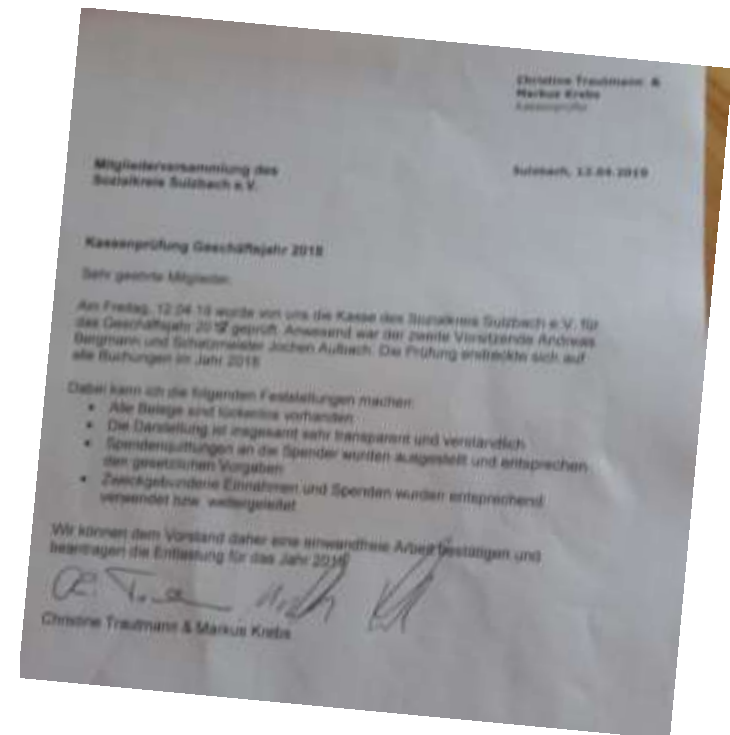 Christine Trautmann &
Markus Krebs
Kassenprüfer
Mitgliederversammlung des
Sozialkreis Sulzbach e.V.
Sulzbach, 12.04.2019
Kassenprüfung Geschäftsjahr 2018
Sehr geehrte Mitglieder,
Am Freitag, 12.04.19 wurde von uns die Kasse des Sozialkreis Sulzbach e.V. für
das Geschäftsjahr 2018 geprüft. Anwesend war der zweite Vorsitzende Andreas
Bergmann und Schatzmeister Jochen Aulbach. Die Prüfung erstreckte sich auf
alle Buchungen im Jahr 2018.
Dabei kann ich die folgenden Feststellungen machen:
• Alle Belege sind lückenlos vorhanden
• Die Darstellung ist insgesamt sehr transparent und verständlich
• Spendenquittungen an die Spender wurden ausgestellt und entsprechen
den gesetzlichen Vorgaben
• Zweckgebundene Einnahmen und Spenden wurden entsprechend
verwendet bzw. weitergeleitet
Wir können dem Vorstand daher eine einwandfreie Arbeit bestätigen und
beantragen die Entlastung für das Jahr 2018
Christine Trautmann & Markus Krebs